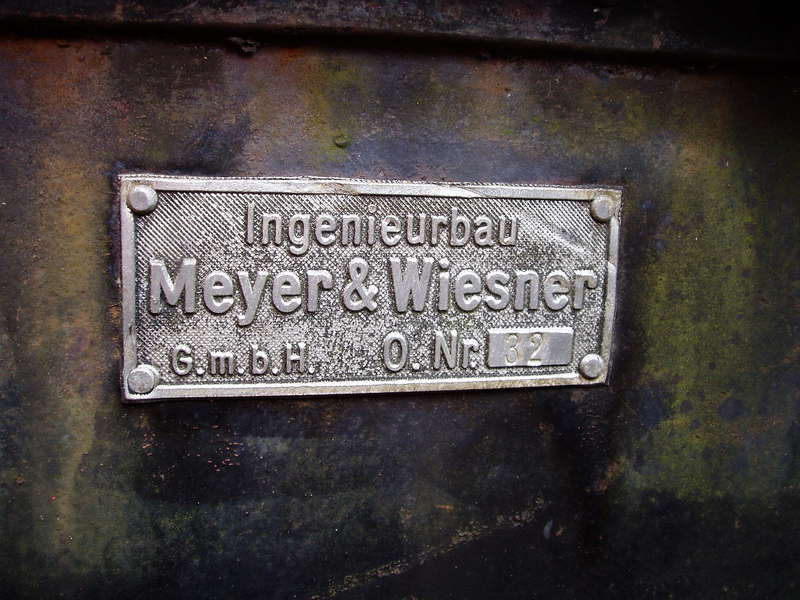 Ingenieurbau
Meyer & Wiesner
G.m.b.H. O. Nr. 32